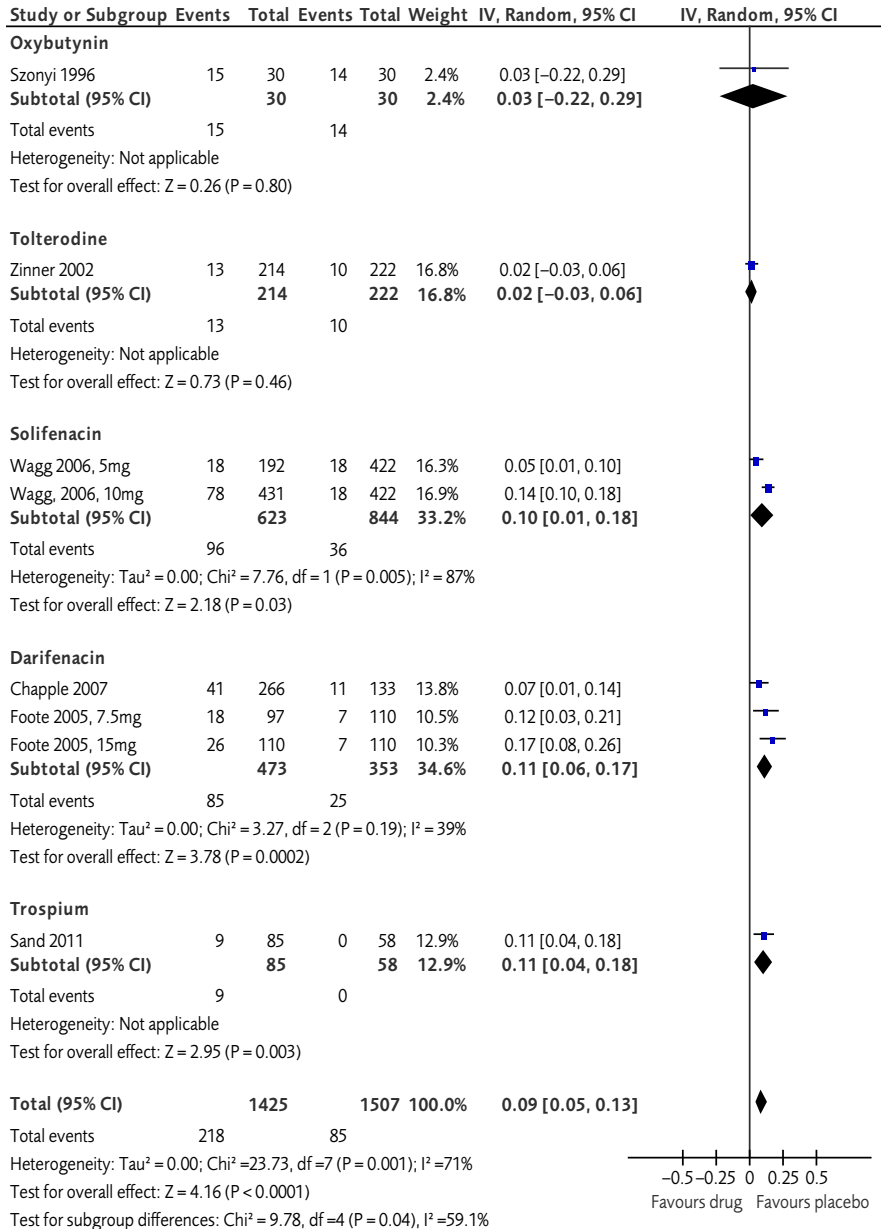 Study or Subgroup Events Total Events Total Weight IV, Random, 95% CI IV, Random, 95% CI
Oxybutynin
Szonyi 1996 15 30 14 30 2.4% 0.03 [−0.22, 0.29]
Subtotal (95% CI) 30 30 2.4% 0.03 [−0.22, 0.29]
Total events 15 14
Heterogeneity: Not applicable
Test for overall effect: Z = 0.26 (P = 0.80)
Tolterodine
Zinner 2002 13 214 10 222 16.8% 0.02 [−0.03, 0.06]
Subtotal (95% CI) 214 222 16.8% 0.02 [−0.03, 0.06]
Total events 13 10
Heterogeneity: Not applicable
Test for overall effect: Z = 0.73 (P = 0.46)
Solifenacin
Wagg 2006, 5mg 18 192 18 422 16.3% 0.05 [0.01, 0.10]
Wagg, 2006, 10mg 78 431 18 422 16.9% 0.14 [0.10, 0.18]
Subtotal (95% CI) 623 844 33.2% 0.10 [0.01, 0.18]
Total events 96 36
Heterogeneity: Tau² = 0.00; Chi² = 7.76, df = 1 (P = 0.005); I² = 87%
Test for overall effect: Z = 2.18 (P = 0.03)
Darifenacin
Chapple 2007 41 266 11 133 13.8% 0.07 [0.01, 0.14]
Foote 2005, 7.5mg 18 97 7 110 10.5% 0.12 [0.03, 0.21]
Foote 2005, 15mg 26 110 7 110 10.3% 0.17 [0.08, 0.26]
Subtotal (95% CI) 473 353 34.6% 0.11 [0.06, 0.17]
Total events 85 25
Heterogeneity: Tau² = 0.00; Chi² = 3.27, df = 2 (P = 0.19); I² = 39%
Test for overall effect: Z = 3.78 (P = 0.0002)
Trospium
Sand 2011 9 85 0 58 12.9% 0.11 [0.04, 0.18]
Subtotal (95% CI) 85 58 12.9% 0.11 [0.04, 0.18]
Total events 9 0
Heterogeneity: Not applicable
Test for overall effect: Z = 2.95 (P = 0.003)
Total (95% CI) 1425 1507 100.0% 0.09 [0.05, 0.13]
Total events 218 85
Heterogeneity: Tau² = 0.00; Chi² =23.73, df =7 (P = 0.001); I² =71%
Test for overall effect: Z = 4.16 (P < 0.0001)
Test for subgroup differences: Chi² = 9.78, df =4 (P = 0.04), I² =59.1%
−0.5 −0.25 0 0.25 0.5
Favours drug Favours placebo